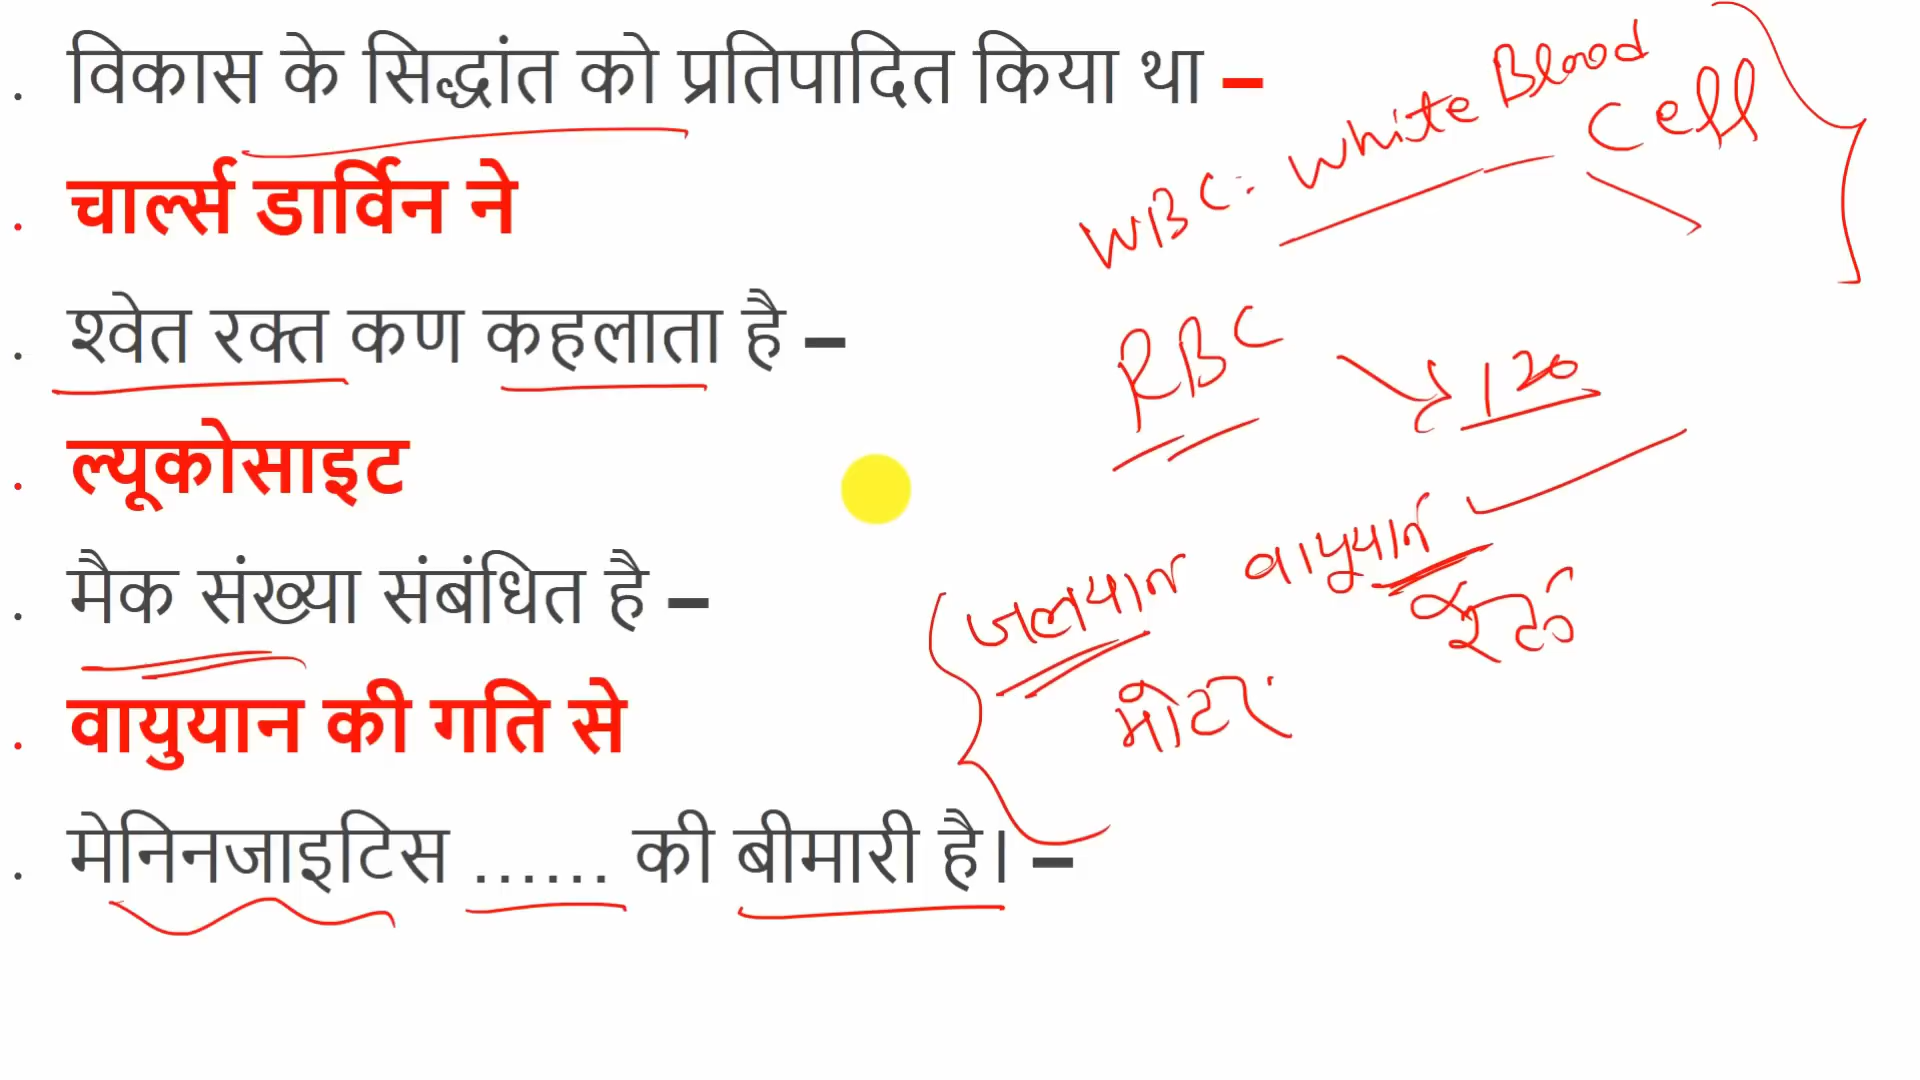 . विकास के सिद्धांत को प्रतिपादित किया था –
. चार्ल्स डार्विन ने
. श्वेत रक्त कण कहलाता है –
. ल्यूकोसाइट
. मैक संख्या संबंधित है –
. वायुयान की गति से
. मेनिनजाइटिस ...... की बीमारी है। –
WBC: White Blood
Cell
RBC
120
जलयान वायुयान
मोटर